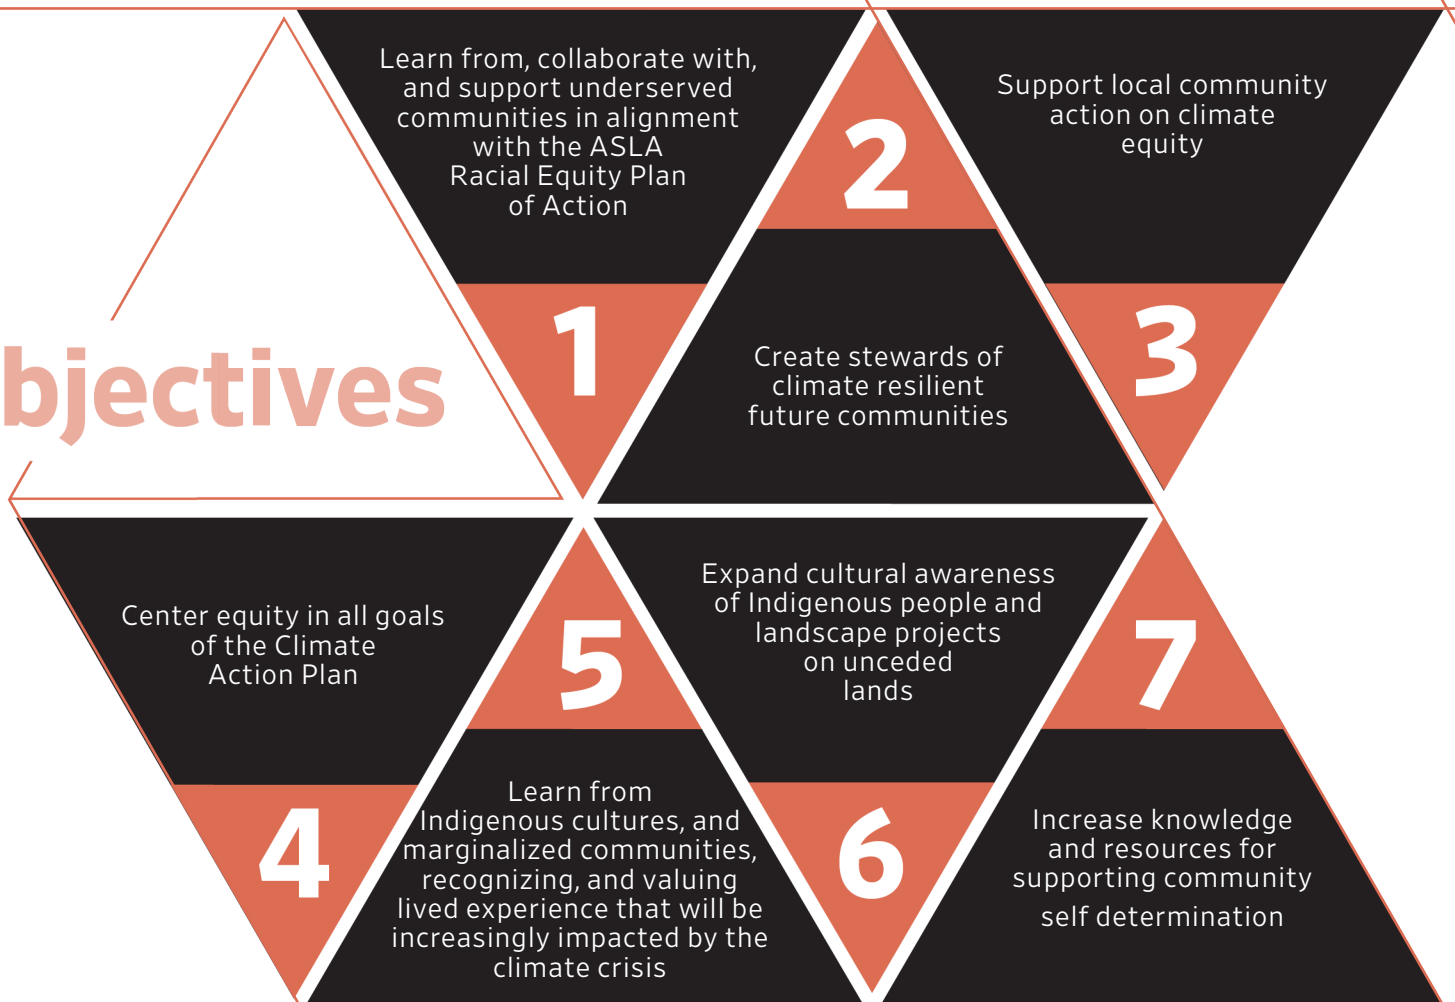 bjectives
Learn from, collaborate with,
and support underserved
communities in alignment
with the ASLA
Racial Equity Plan
of Action
1
2
Create stewards of
climate resilient
future communities
Support local community
action on climate
equity
3
Center equity in all goals
of the Climate
Action Plan
4
5
Learn from
Indigenous cultures, and
marginalized communities,
recognizing, and valuing
lived experience that will be
increasingly impacted by the
climate crisis
Expand cultural awareness
of Indigenous people and
landscape projects
on unceded
lands
6
7
Increase knowledge
and resources for
supporting community
self determination